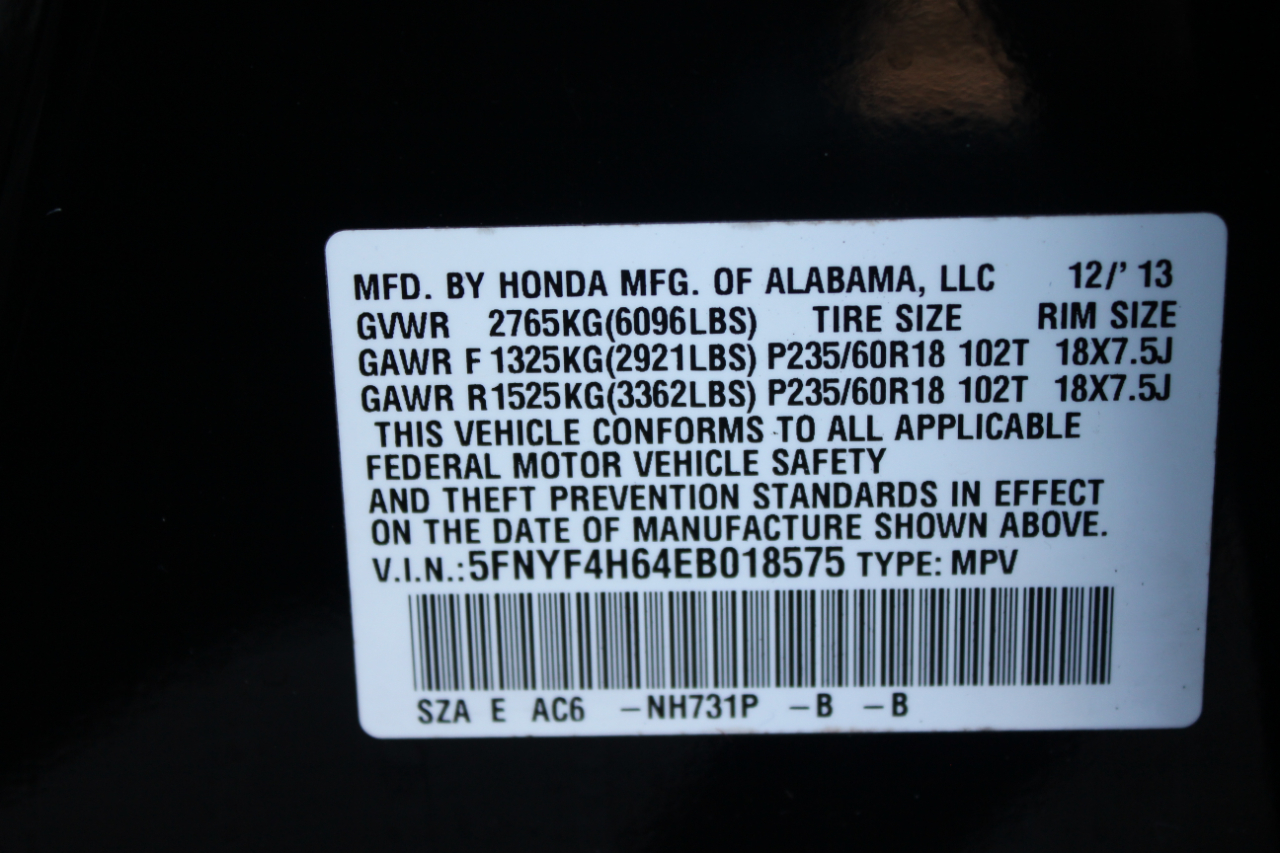 MFD. BY HONDA MFG. OF ALABAMA, LLC 12/' 13
GVWR 2765KG(6096LBS) TIRE SIZE RIM SIZE
GAWR F 1325KG(2921LBS) P235/60R18 102T 18X7.5J
GAWR R 1525KG(3362LBS) P235/60R18 102T 18X7.5J
THIS VEHICLE CONFORMS TO ALL APPLICABLE
FEDERAL MOTOR VEHICLE SAFETY
AND THEFT PREVENTION STANDARDS IN EFFECT
ON THE DATE OF MANUFACTURE SHOWN ABOVE.
V.I.N.:5FNYF4H64EB018575 TYPE: MPV
SZA E AC6 –NH731P –B –B